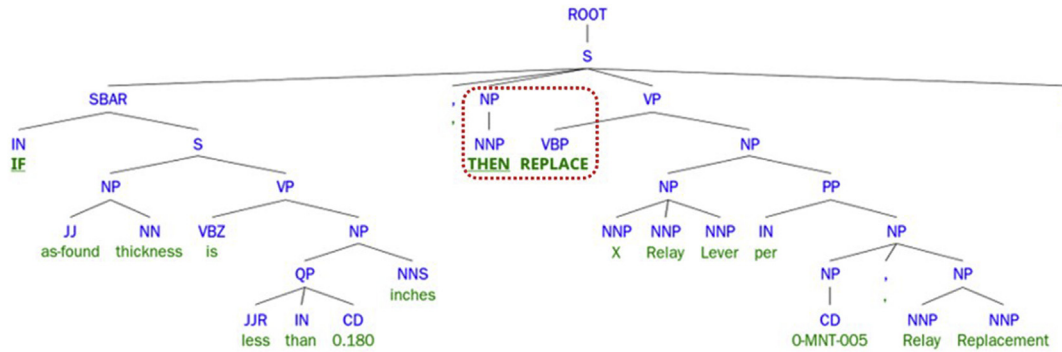 ROOT
S
SBAR , NP VP
IN S , NNP VBP NP
IF THEN REPLACE
NP VP NP PP
JJ NN VBZ NP NNP NNP NNP IN NP
as-found thickness is X Relay Lever per
QP NNS NP , NP
inches ,
JJR IN CD CD NNP NNP
less than 0.180 0-MNT-005 Relay Replacement